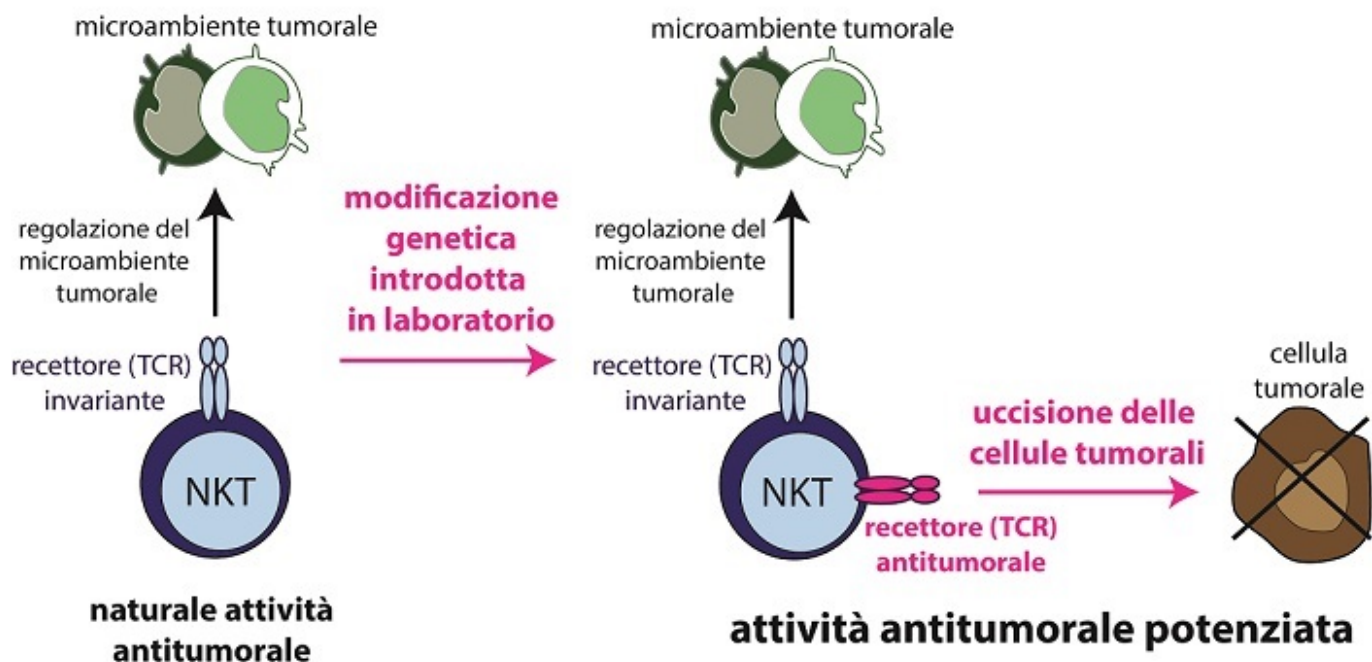 microambiente tumorale
regolazione del
microambiente
tumorale
recettore (TCR)
invariante
NKT
naturale attività
antitumorale
modificazione
genetica
introdotta
in laboratorio
microambiente tumorale
regolazione del
microambiente
tumorale
recettore (TCR)
invariante
NKT
recettore (TCR)
antitumorale
uccisione delle
cellule tumorali
cellula
tumorale
attività antitumorale potenziata